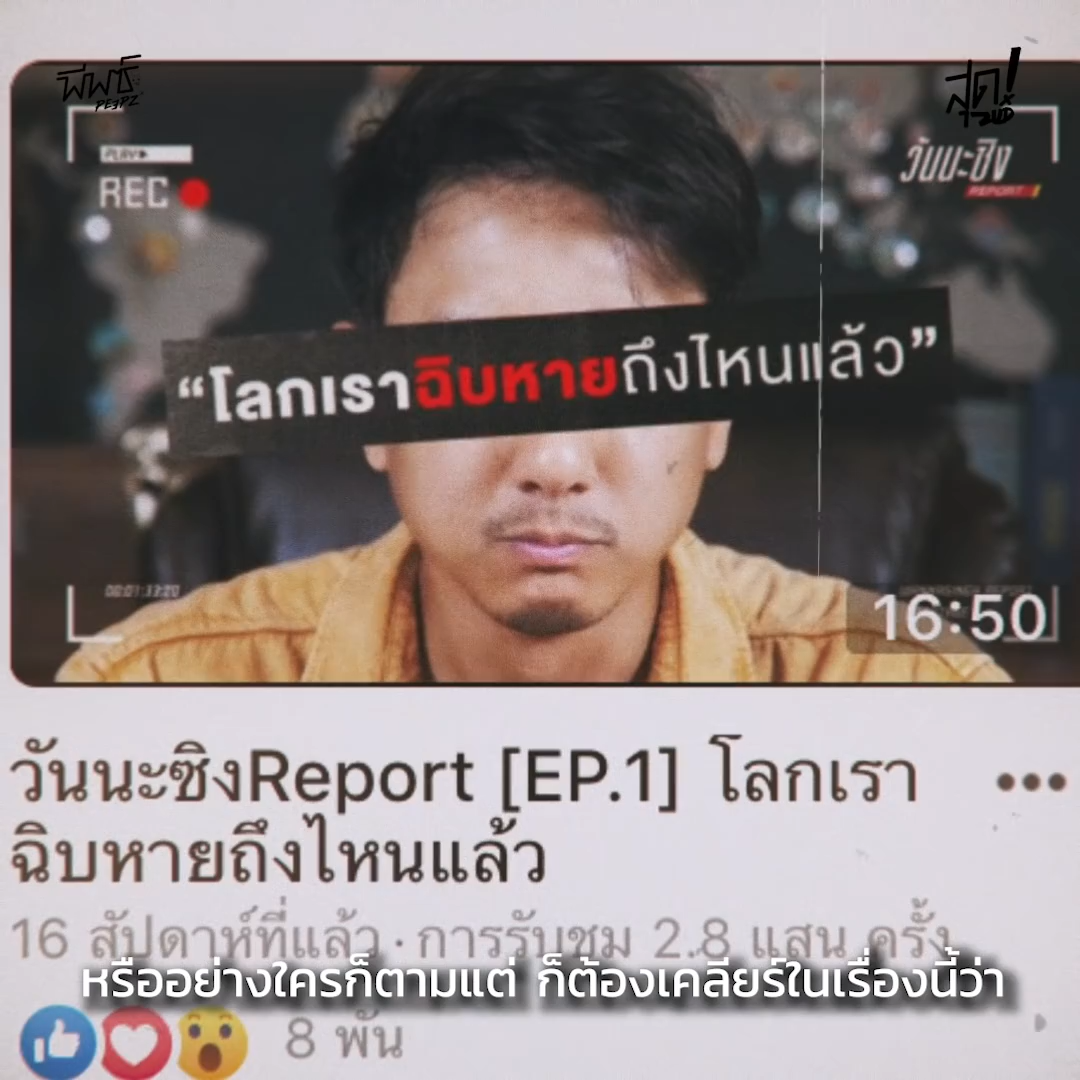 พีพซ์
PE3PZ
สุด!
PLAY
REC
วันนะซิง
REPORT
“โลกเราฉิบหายถึงไหนแล้ว”
00:01:33:20
16:50
วันนะซิงReport [EP.1] โลกเรา
ฉิบหายถึงไหนแล้ว
16 สัปดาห์ที่แล้ว · การรับชม 2.8 แสน ครั้ง
หรืออย่างใครก็ตามแต่ ก็ต้องเคลียร์ในเรื่องนี้ว่า
8 พัน